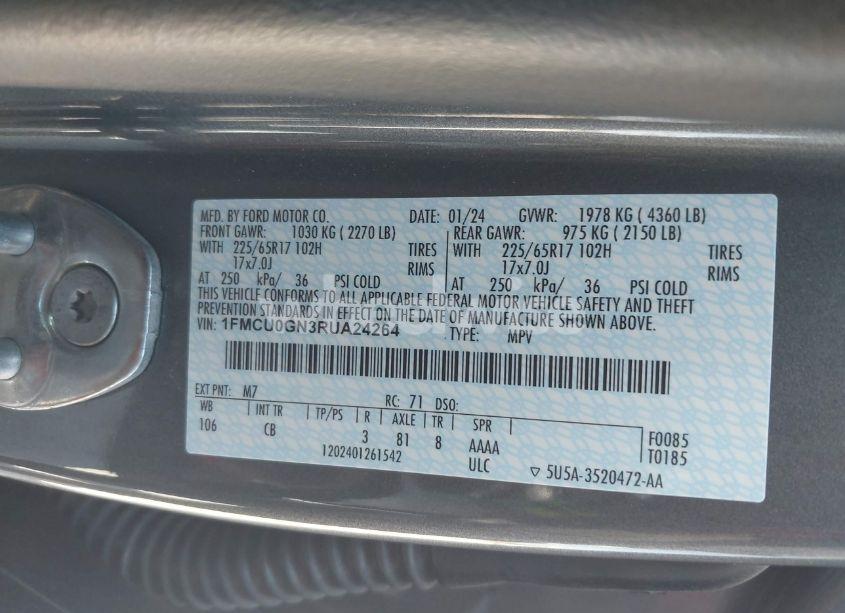 MFD. BY FORD MOTOR CO. DATE: 01/24 GVWR: 1978 KG ( 4360 LB)
FRONT GAWR: 1030 KG ( 2270 LB) REAR GAWR: 975 KG ( 2150 LB)
WITH 225/65R17 102H TIRES WITH 225/65R17 102H TIRES
17x7.0J RIMS 17x7.0J RIMS
AT 250 kPa/ 36 PSI COLD AT 250 kPa/ 36 PSI COLD
THIS VEHICLE CONFORMS TO ALL APPLICABLE FEDERAL MOTOR VEHICLE SAFETY AND THEFT
PREVENTION STANDARDS IN EFFECT ON THE DATE OF MANUFACTURE SHOWN ABOVE.
VIN: 1FMCU0GN3RUA24264 TYPE: MPV
EXT PNT: M7 RC: 71 DSO:
WB INT TR TP/PS R AXLE TR SPR F0085
106 CB 3 81 8 AAAA T0185
1202401261542 ULC ▽ 5U5A-3520472-AA